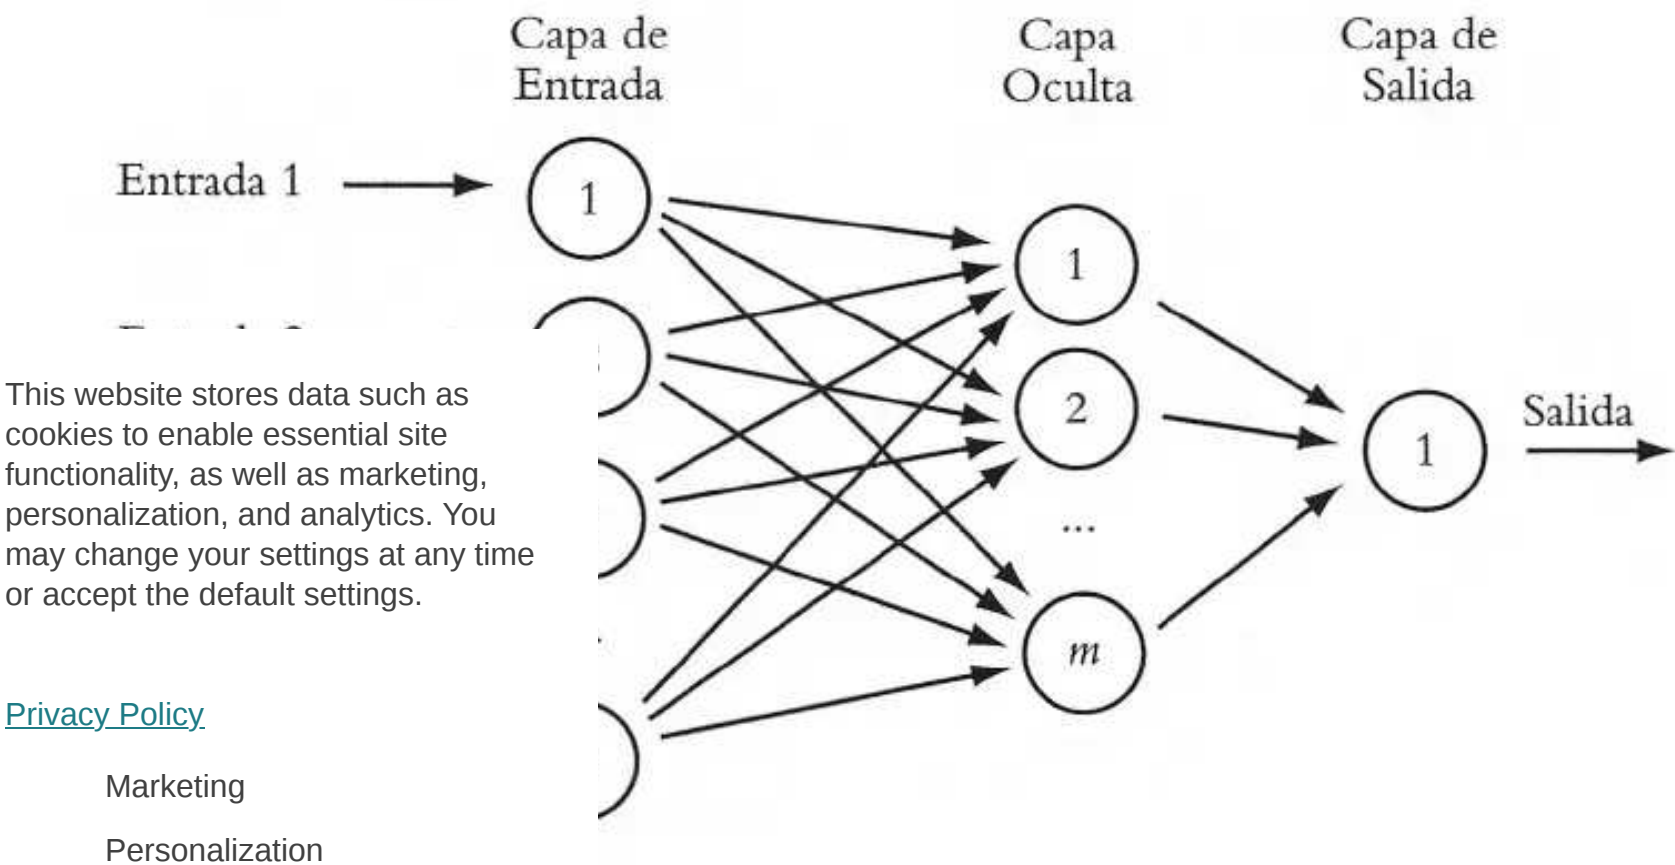 Capa de
Entrada
Capa
Oculta
Capa de
Salida
Entrada 1
1
1
2
...
m
1
Salida
This website stores data such as
cookies to enable essential site
functionality, as well as marketing,
personalization, and analytics. You
may change your settings at any time
or accept the default settings.
Privacy Policy
Marketing
Personalization